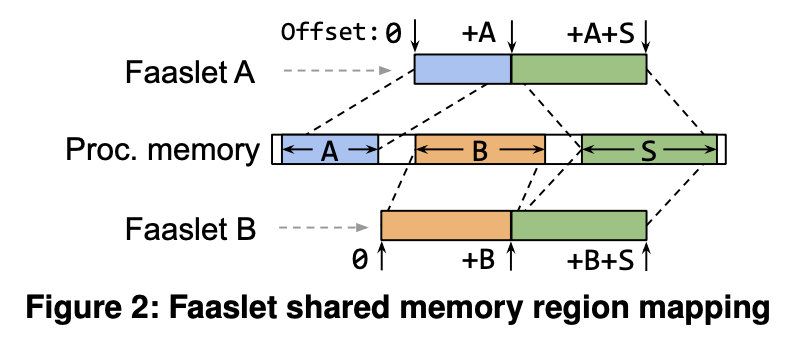 Offset: 0 +A +A+S
Faaslet A
Proc. memory A B S
Faaslet B
0 +B +B+S
Figure 2: Faaslet shared memory region mapping